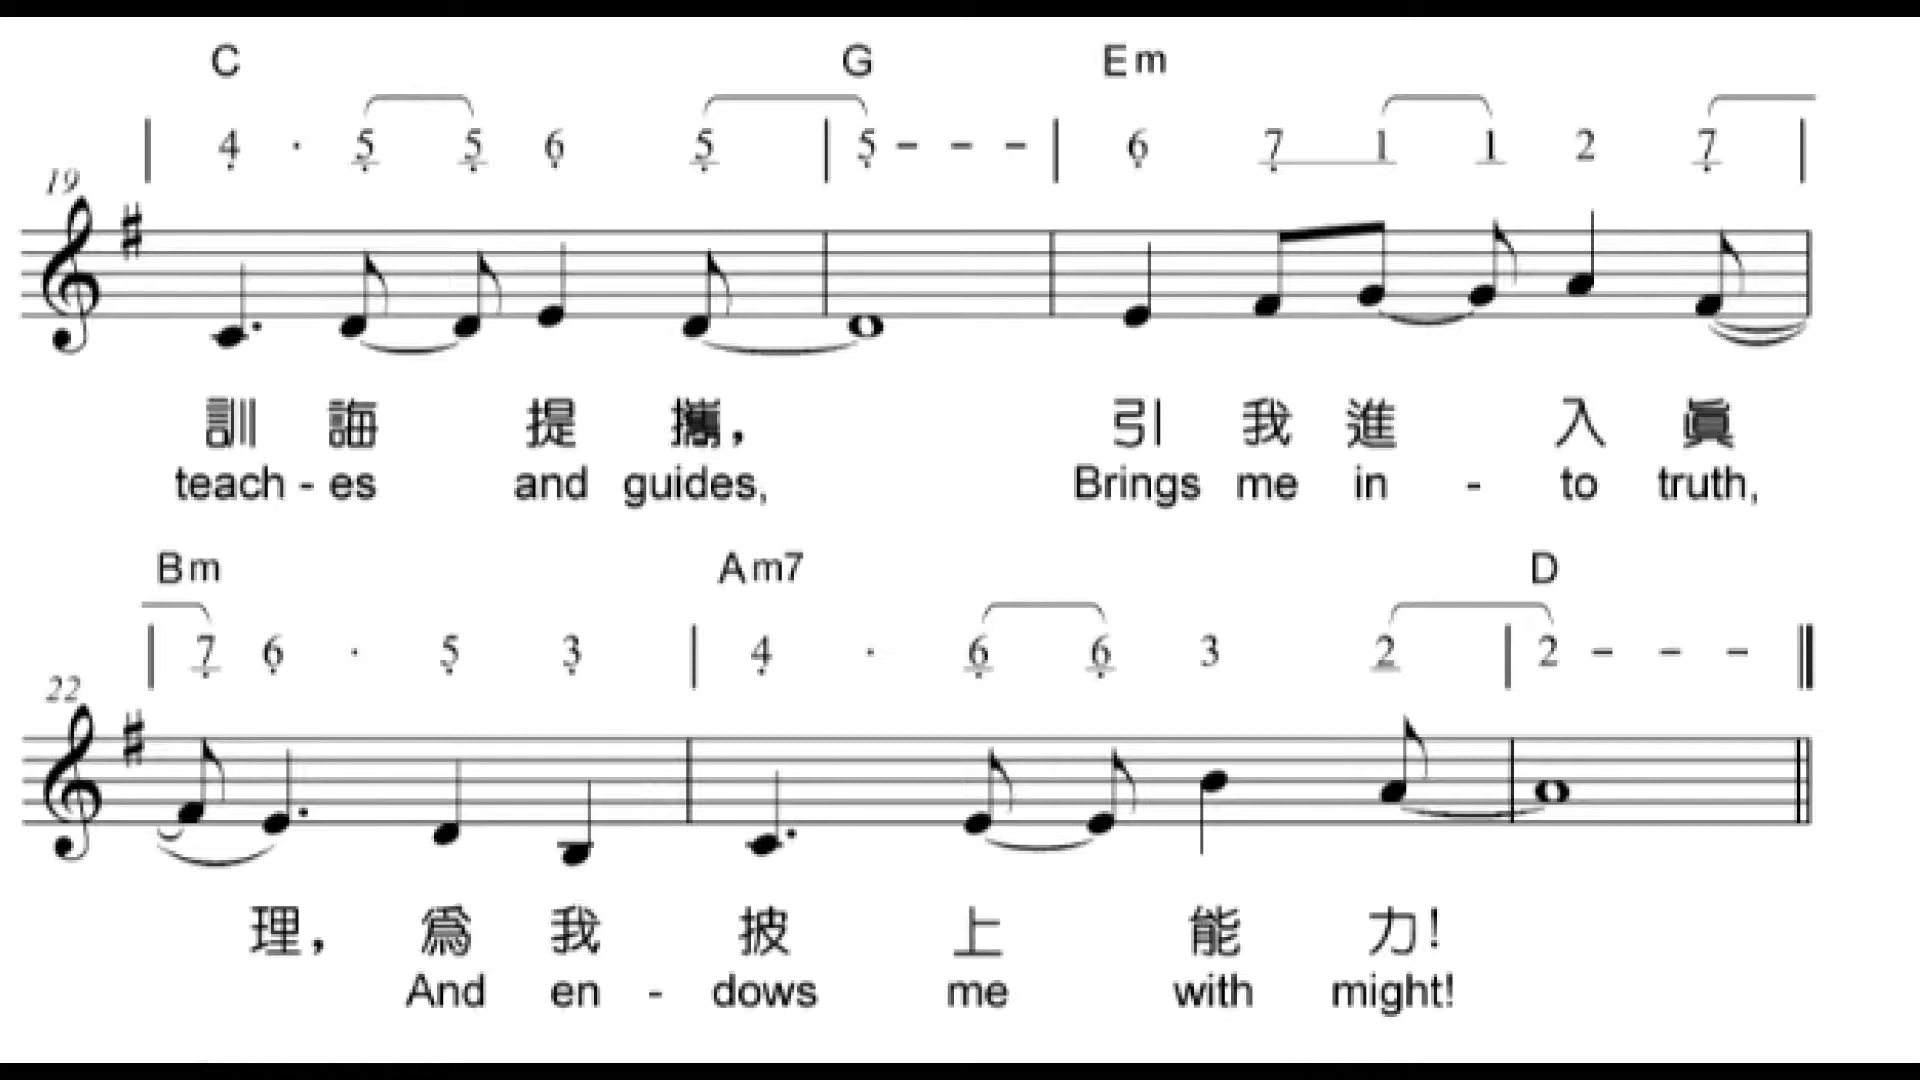 C G Em
4 · 5 5 6 5 5 – – – 6 7 1 1 2 7
19
訓 誨 提 攜， 引 我 進 入 眞
teach - es and guides, Brings me in - to truth,
Bm Am7 D
7 6 · 5 3 4 · 6 6 3 2 2 – – –
22
理， 爲 我 披 上 能 力！
And en - dows me with might!